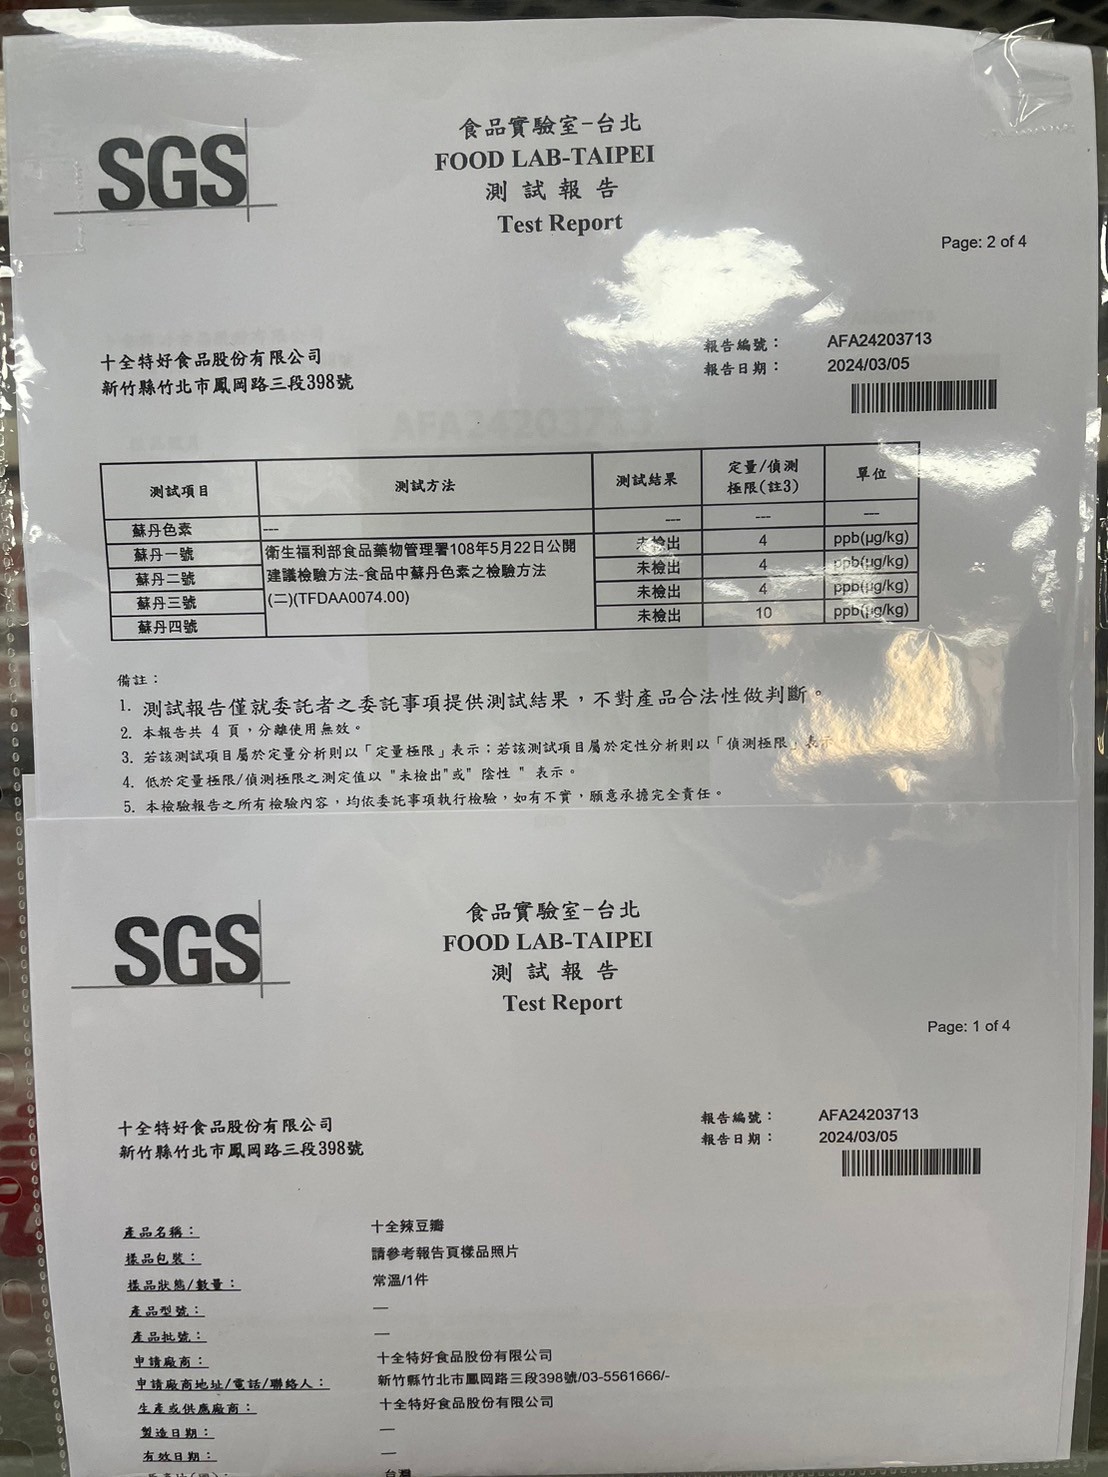 SGS
食品實驗室-台北
FOOD LAB-TAIPEI
測試報告
Test Report
Page: 2 of 4
十全特好食品股份有限公司
新竹縣竹北市鳳岡路三段398號
報告編號： AFA24203713
報告日期： 2024/03/05
測試項目 測試方法 測試結果 定量/偵測極限(註3) 單位
蘇丹色素 --- --- --- ---
蘇丹一號 衛生福利部食品藥物管理署108年5月22日公開 未檢出 4 ppb(μg/kg)
蘇丹二號 建議檢驗方法-食品中蘇丹色素之檢驗方法 未檢出 4 ppb(μg/kg)
蘇丹三號 (二)(TFDAA0074.00) 未檢出 4 ppb(μg/kg)
蘇丹四號 未檢出 10 ppb(μg/kg)
備註：
1. 測試報告僅就委託者之委託事項提供測試結果，不對產品合法性做判斷。
2. 本報告共 4 頁，分離使用無效。
3. 若該測試項目屬於定量分析則以「定量極限」表示；若該測試項目屬於定性分析則以「偵測極限」表示
4. 低於定量極限/偵測極限之測定值以 "未檢出"或" 陰性 " 表示。
5. 本檢驗報告之所有檢驗內容，均依委託事項執行檢驗，如有不實，願意承擔完全責任。
SGS
食品實驗室-台北
FOOD LAB-TAIPEI
測試報告
Test Report
Page: 1 of 4
十全特好食品股份有限公司
新竹縣竹北市鳳岡路三段398號
報告編號： AFA24203713
報告日期： 2024/03/05
產品名稱： 十全辣豆瓣
樣品包裝： 請參考報告頁樣品照片
樣品狀態/數量： 常溫/1件
產品型號： —
產品批號： —
申請廠商： 十全特好食品股份有限公司
申請廠商地址/電話/聯絡人： 新竹縣竹北市鳳岡路三段398號/03-5561666/-
生產或供應廠商： 十全特好食品股份有限公司
製造日期： —
有效日期： —
台灣